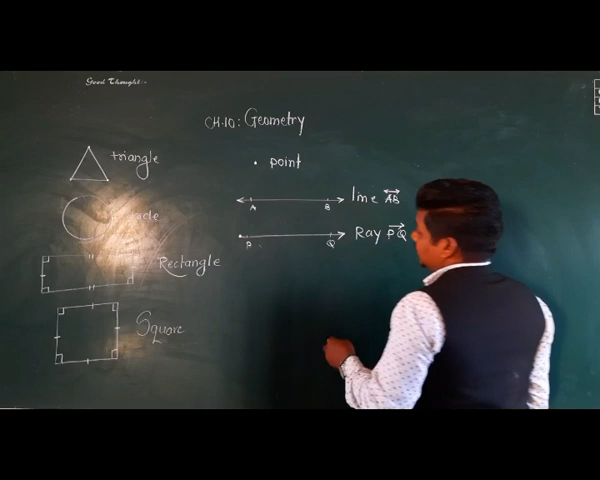 Good Thought:-
CH.10: Geometry
triangle
Rectangle
Square
point
A B line AB
P Q Ray PQ